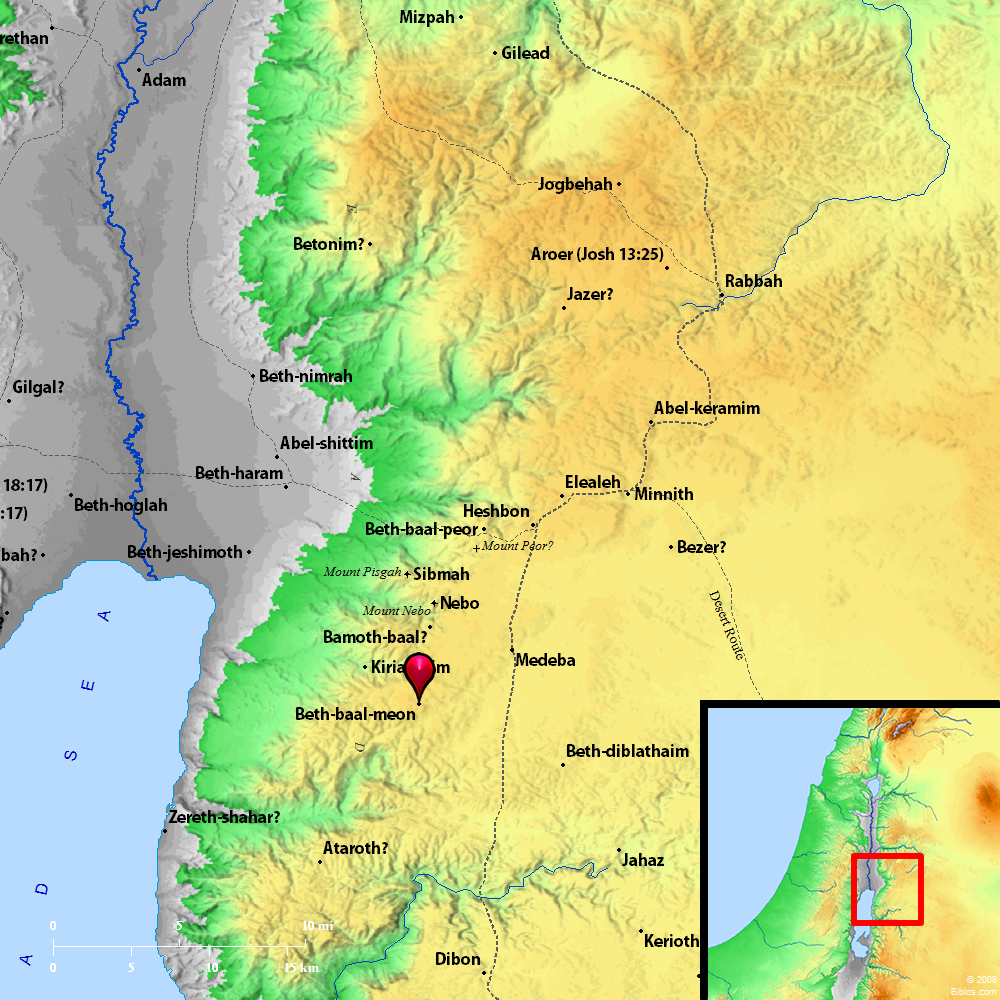 Mizpah
rethan
Gilead
Adam
Jogbehah
E
Betonim?
Aroer (Josh 13:25)
Rabbah
Jazer?
Beth-nimrah
Gilgal?
Abel-keramim
Abel-shittim
Beth-haram
A
Elealeh
18:17)
Minnith
Beth-hoglah
Heshbon
:17)
Beth-baal-peor
Mount Peor?
Bezer?
bah?
Beth-jeshimoth
Mount Pisgah
Sibmah
Nebo
Mount Nebo
Desert Route
Bamoth-baal?
Medeba
Beth-baal-meon
D
Beth-diblathaim
Zereth-shahar?
Ataroth?
Jahaz
Kerioth
Dibon
D E A D S E A
0 5 10 mi
0 5 10 15 km
© 2008
Biblos.com